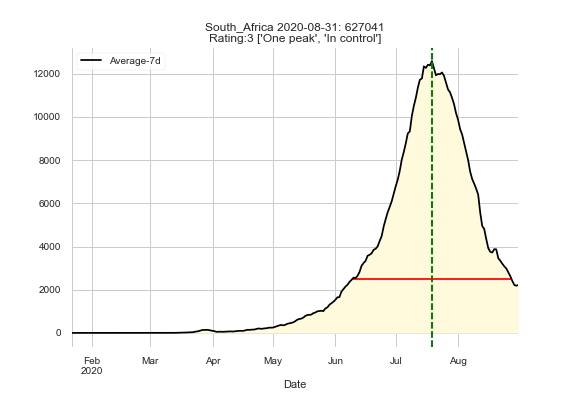 South_Africa 2020-08-31: 627041
Rating:3 ['One peak', 'In control']
Average-7d
12000
10000
8000
6000
4000
2000
0
Feb Mar Apr May Jun Jul Aug
2020
Date